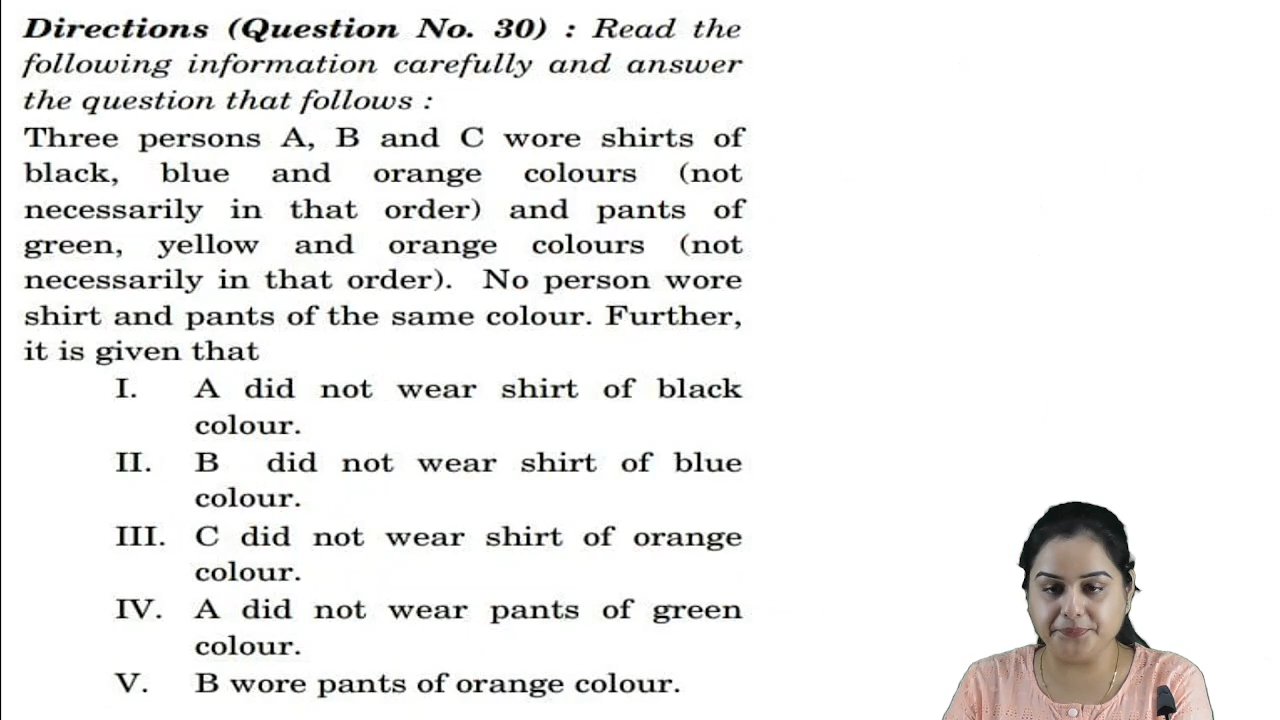 Directions (Question No. 30) : Read the
following information carefully and answer
the question that follows :
Three persons A, B and C wore shirts of
black, blue and orange colours (not
necessarily in that order) and pants of
green, yellow and orange colours (not
necessarily in that order). No person wore
shirt and pants of the same colour. Further,
it is given that
I. A did not wear shirt of black
colour.
II. B did not wear shirt of blue
colour.
III. C did not wear shirt of orange
colour.
IV. A did not wear pants of green
colour.
V. B wore pants of orange colour.